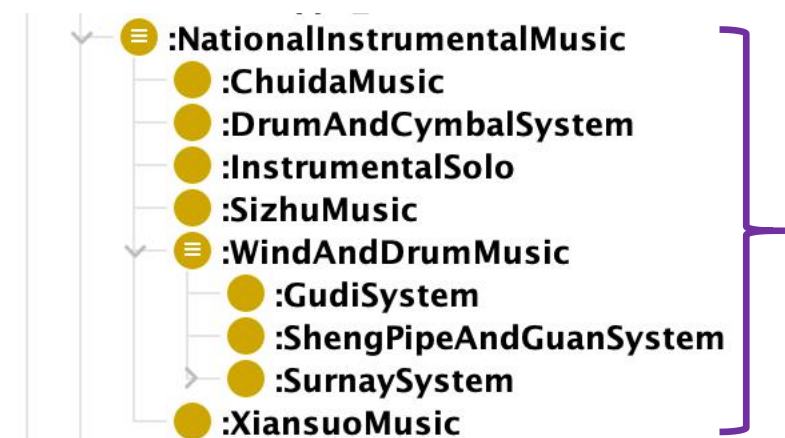 :NationalInstrumentalMusic
:ChuidaMusic
:DrumAndCymbalSystem
:InstrumentalSolo
:SizhuMusic
:WindAndDrumMusic
:GudiSystem
:ShengPipeAndGuanSystem
:SurnaySystem
:XiansuoMusic